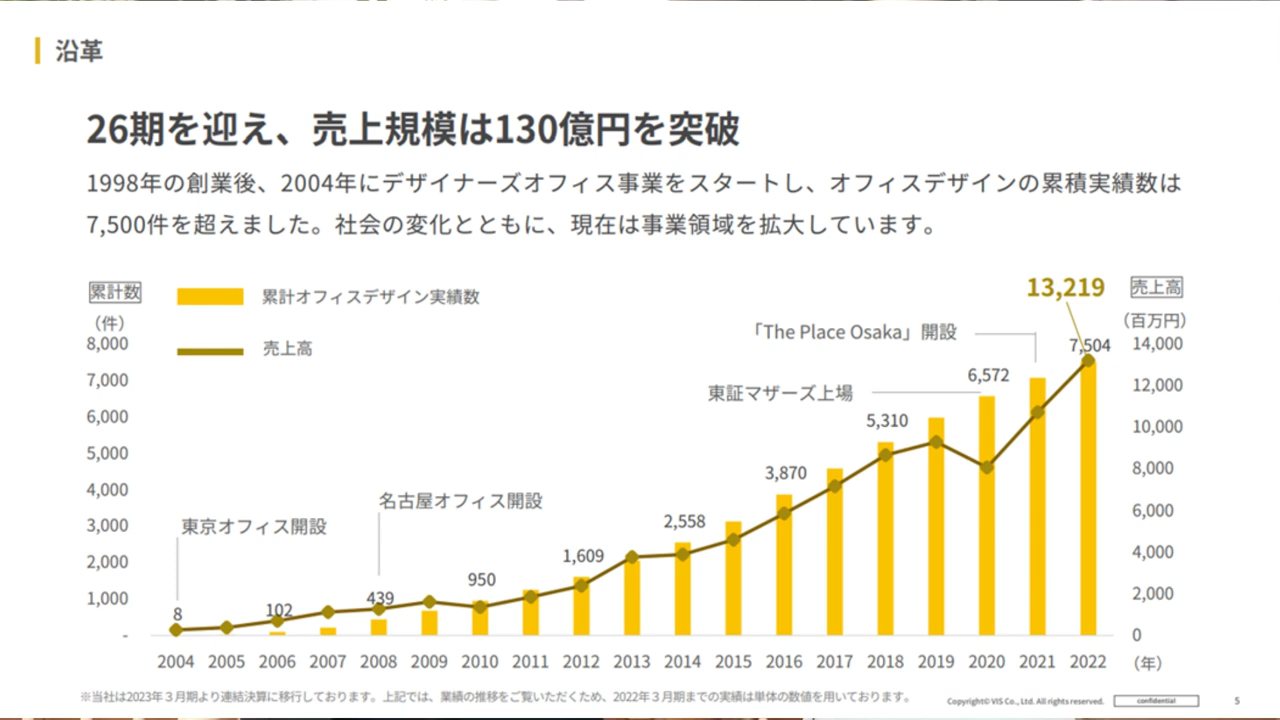 沿革
26期を迎え、売上規模は130億円を突破
1998年の創業後、2004年にデザイナーズオフィス事業をスタートし、オフィスデザインの累積実績数は
7,500件を超えました。社会の変化とともに、現在は事業領域を拡大しています。
累計数
（件）
累計オフィスデザイン実績数
売上高
13,219
売上高
（百万円）
8,000
7,000
6,000
5,000
4,000
3,000
2,000
1,000
-
東京オフィス開設
名古屋オフィス開設
東証マザーズ上場
「The Place Osaka」開設
8
102
439
950
1,609
2,558
3,870
5,310
6,572
7,504
14,000
12,000
10,000
8,000
6,000
4,000
2,000
0
2004 2005 2006 2007 2008 2009 2010 2011 2012 2013 2014 2015 2016 2017 2018 2019 2020 2021 2022 （年）
※当社は2023年３月期より連結決算に移行しております。上記では、業績の推移をご覧いただくため、2022年３月期までの実績は単体の数値を用いております。
Copyright© VIS Co., Ltd. All rights reserved.
confidential
5